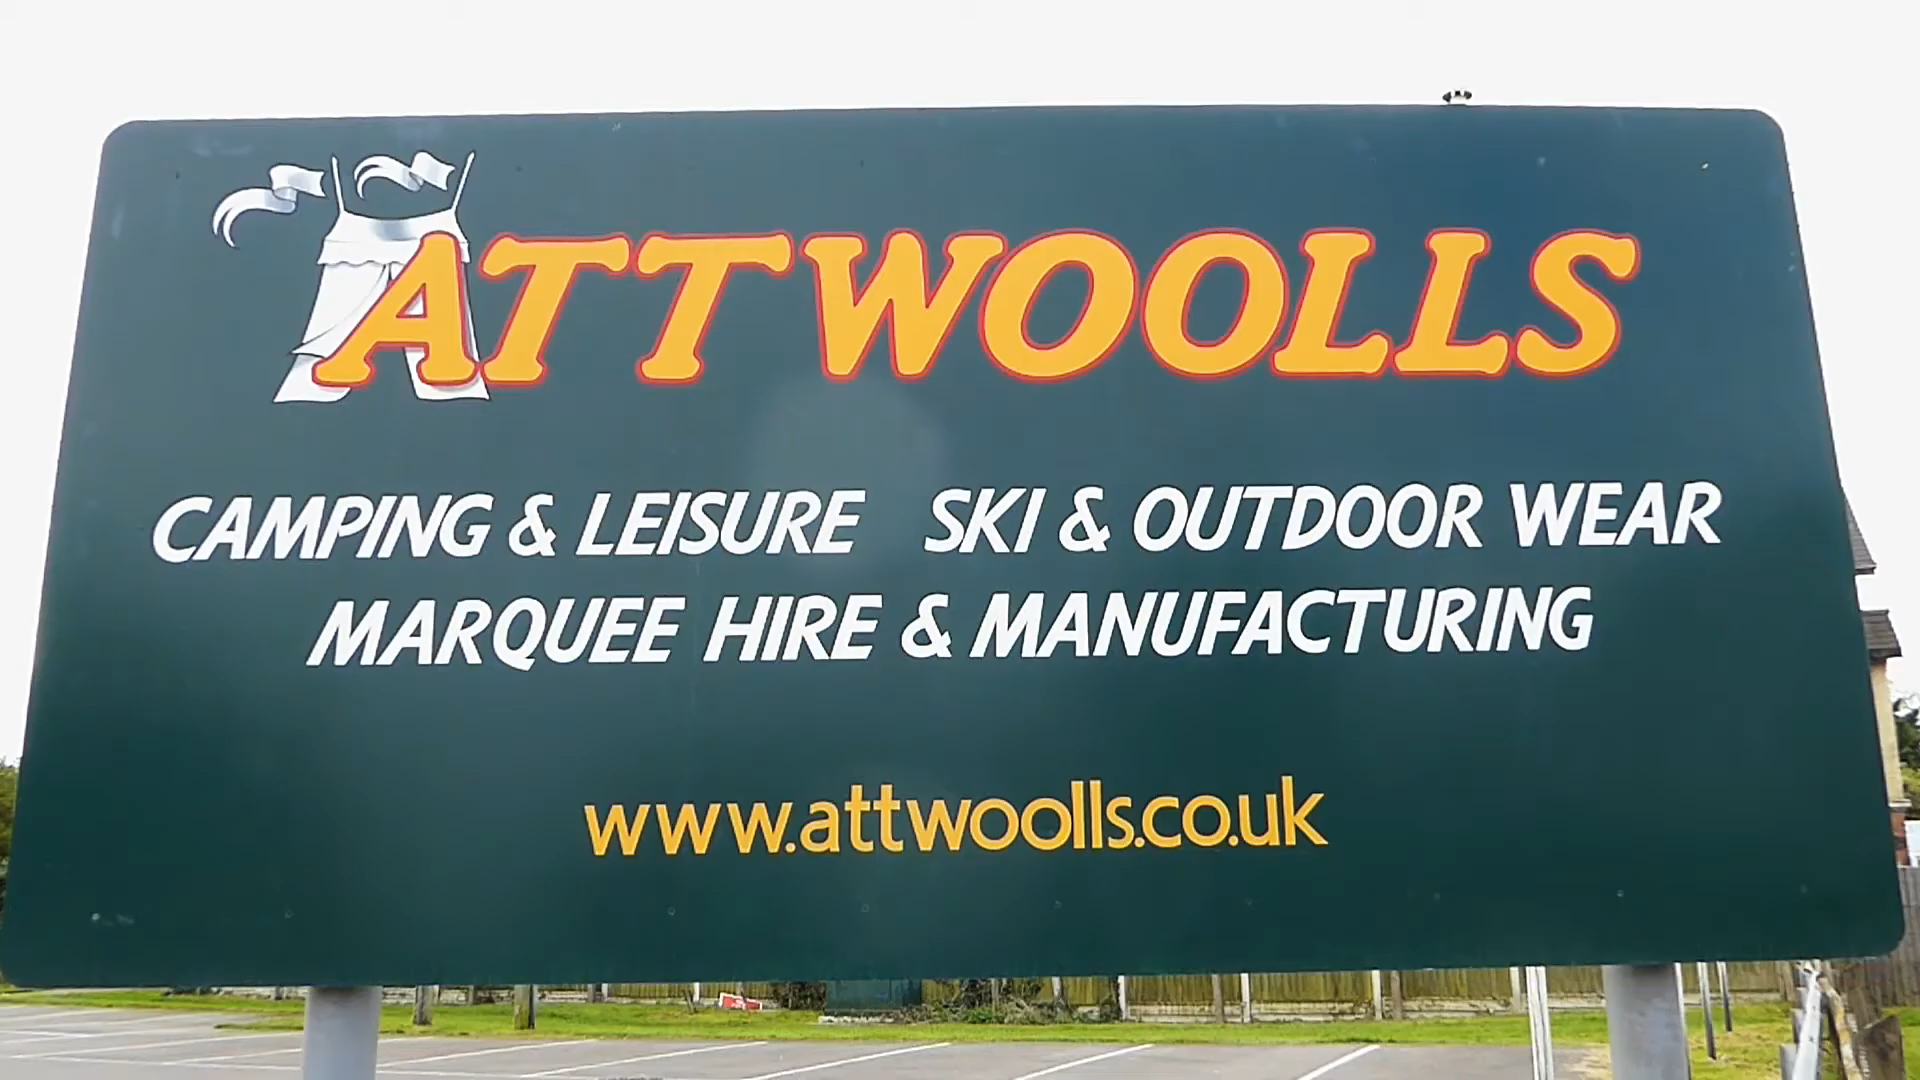 ATTWOOLLS
CAMPING & LEISURE SKI & OUTDOOR WEAR
MARQUEE HIRE & MANUFACTURING
www.attwoolls.co.uk